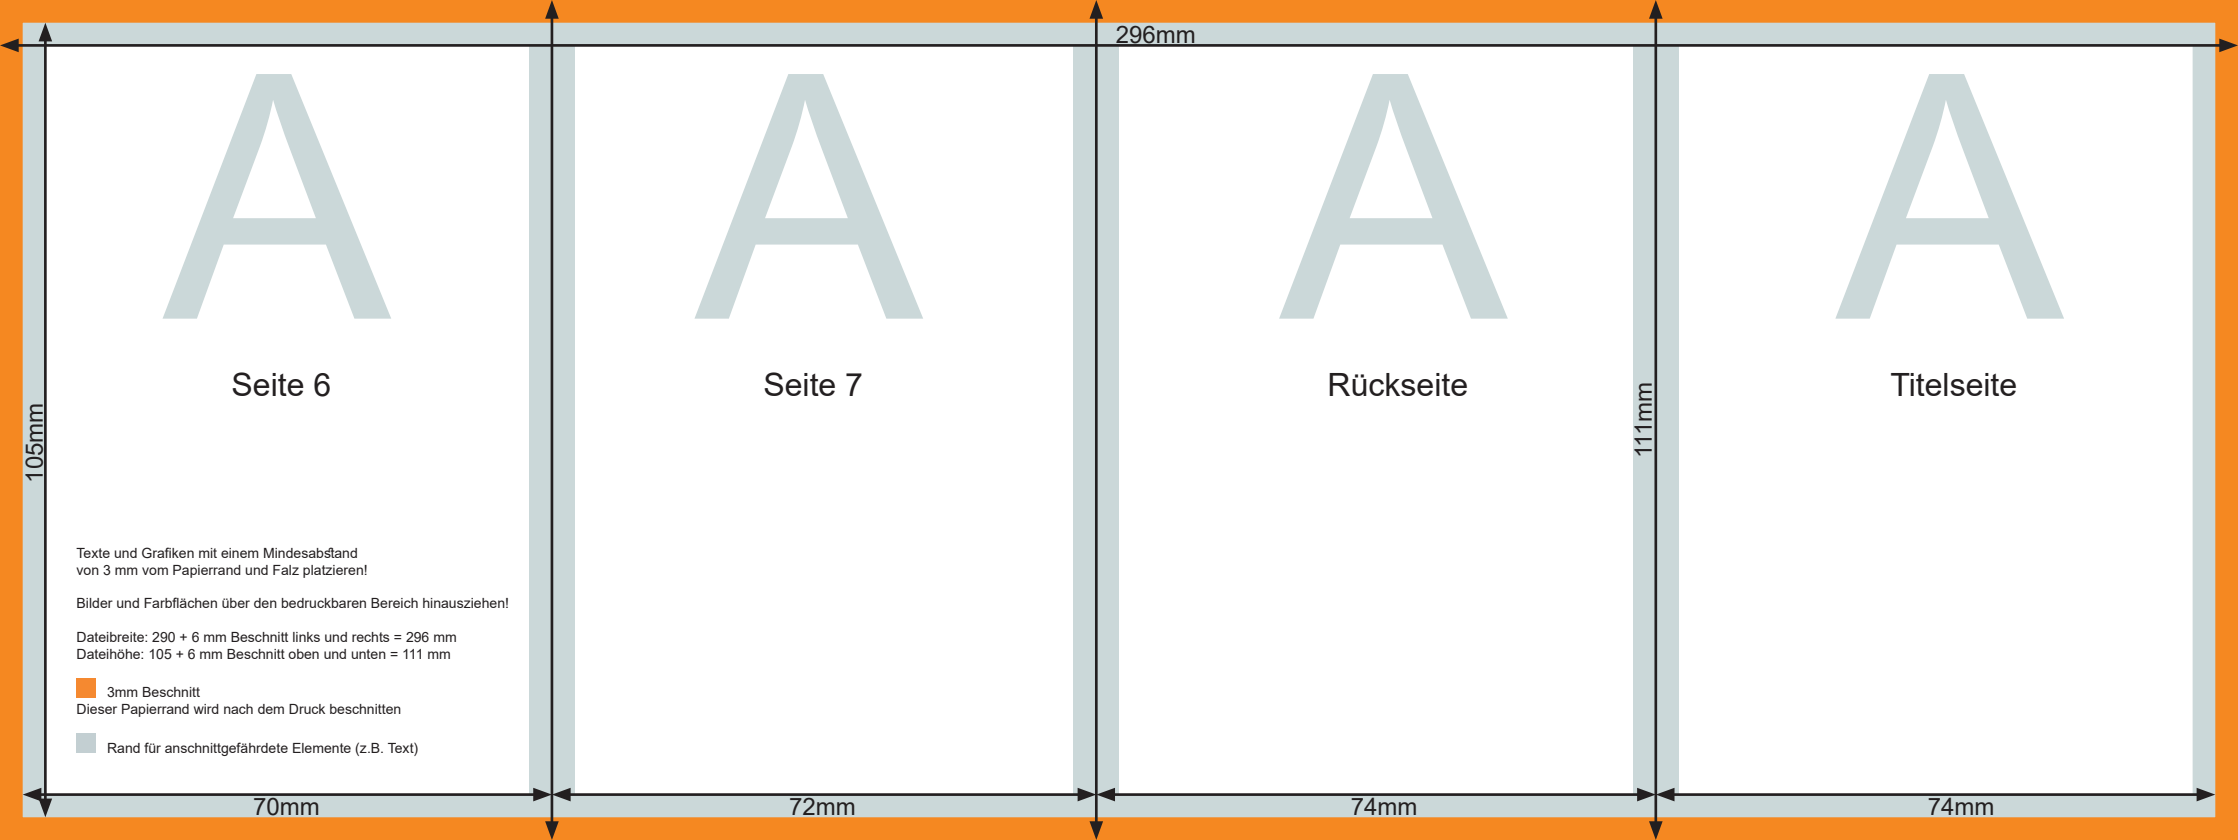 296mm
A A A A
Seite 6 Seite 7 Rückseite Titelseite
105mm
111mm
Texte und Grafiken mit einem Mindesabstand
von 3 mm vom Papierrand und Falz platzieren!
Bilder und Farbflächen über den bedruckbaren Bereich hinausziehen!
Dateibreite: 290 + 6 mm Beschnitt links und rechts = 296 mm
Dateihöhe: 105 + 6 mm Beschnitt oben und unten = 111 mm
3mm Beschnitt
Dieser Papierrand wird nach dem Druck beschnitten
Rand für anschnittgefährdete Elemente (z.B. Text)
70mm 72mm 74mm 74mm